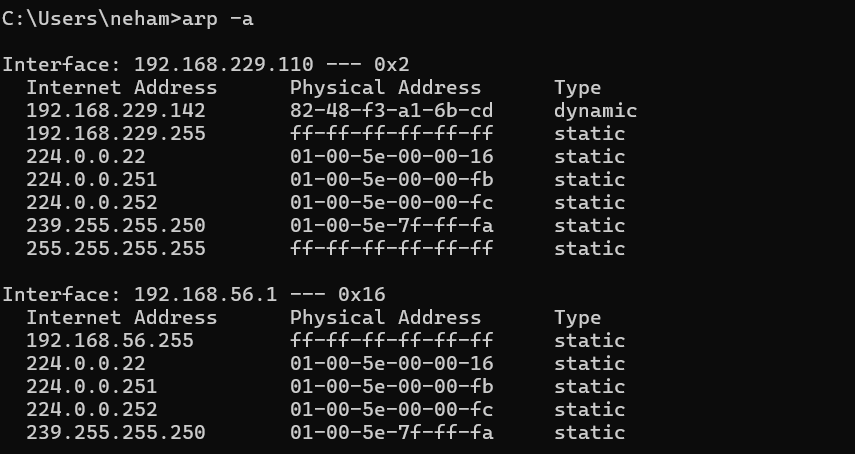 C:\Users\neham>arp -a
Interface: 192.168.229.110 --- 0x2
  Internet Address      Physical Address      Type
  192.168.229.142       82-48-f3-a1-6b-cd     dynamic
  192.168.229.255       ff-ff-ff-ff-ff-ff     static
  224.0.0.22            01-00-5e-00-00-16     static
  224.0.0.251           01-00-5e-00-00-fb     static
  224.0.0.252           01-00-5e-00-00-fc     static
  239.255.255.250       01-00-5e-7f-ff-fa     static
  255.255.255.255       ff-ff-ff-ff-ff-ff     static
Interface: 192.168.56.1 --- 0x16
  Internet Address      Physical Address      Type
  192.168.56.255        ff-ff-ff-ff-ff-ff     static
  224.0.0.22            01-00-5e-00-00-16     static
  224.0.0.251           01-00-5e-00-00-fb     static
  224.0.0.252           01-00-5e-00-00-fc     static
  239.255.255.250       01-00-5e-7f-ff-fa     static